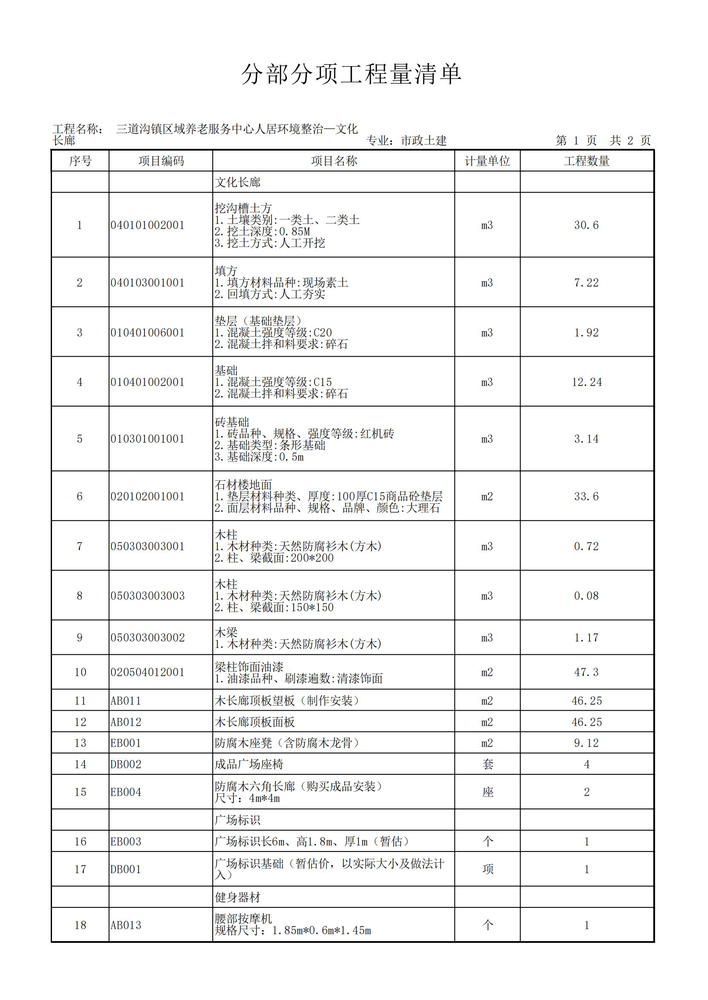 分部分项工程量清单
工程名称： 三道沟镇区域养老服务中心人居环境整治—文化
长廊 专业：市政土建 第 1 页 共 2 页
序号 项目编码 项目名称 计量单位 工程数量
文化长廊
挖沟槽土方
1.土壤类别:一类土、二类土
1 040101002001 m3 30.6
2.挖土深度:0.85M
3.挖土方式:人工开挖
填方
2 040103001001 1.填方材料品种:现场素土 m3 7.22
2.回填方式:人工夯实
垫层（基础垫层）
3 010401006001 1.混凝土强度等级:C20 m3 1.92
2.混凝土拌和料要求:碎石
基础
4 010401002001 1.混凝土强度等级:C15 m3 12.24
2.混凝土拌和料要求:碎石
砖基础
1.砖品种、规格、强度等级:红机砖
5 010301001001 m3 3.14
2.基础类型:条形基础
3.基础深度:0.5m
石材楼地面
6 020102001001 1.垫层材料种类、厚度:100厚C15商品砼垫层 m2 33.6
2.面层材料品种、规格、品牌、颜色:大理石
木柱
7 050303003001 1.木材种类:天然防腐衫木(方木) m3 0.72
2.柱、梁截面:200*200
木柱
8 050303003003 1.木材种类:天然防腐衫木(方木) m3 0.08
2.柱、梁截面:150*150
木梁
9 050303003002 m3 1.17
1.木材种类:天然防腐衫木(方木)
梁柱饰面油漆
10 020504012001 m2 47.3
1.油漆品种、刷漆遍数:清漆饰面
11 AB011 木长廊顶板望板（制作安装） m2 46.25
12 AB012 木长廊顶板面板 m2 46.25
13 EB001 防腐木座凳（含防腐木龙骨） m2 9.12
14 DB002 成品广场座椅 套 4
防腐木六角长廊（购买成品安装）
15 EB004 座 2
尺寸：4m*4m
广场标识
16 EB003 广场标识长6m、高1.8m、厚1m（暂估） 个 1
广场标识基础（暂估价，以实际大小及做法计
17 DB001 项 1
入）
健身器材
腰部按摩机
18 AB013 个 1
规格尺寸：1.85m*0.6m*1.45m